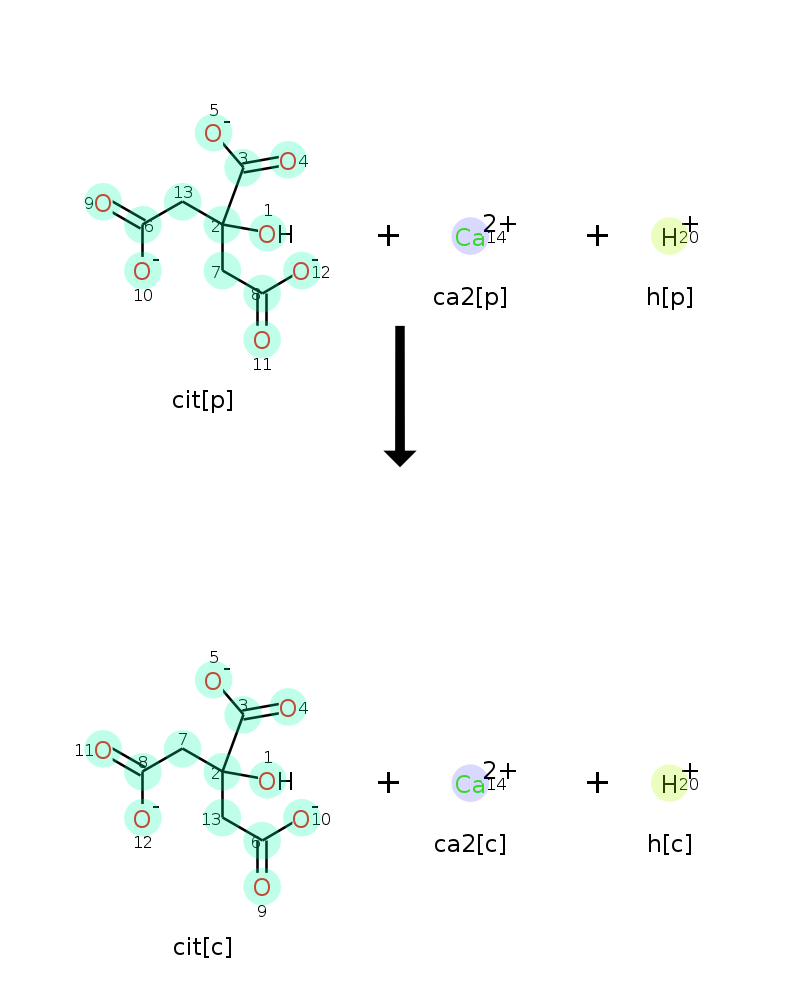 5
O-
3
O 4
9 O
13
6
2
1
OH
O-
10
7
8
O- 12
O
11
+
Ca 2+ 14
+
H + 20
ca2[p]
h[p]
cit[p]
5
O-
3
O 4
11 O
7
8
2
1
OH
O-
12
13
6
O- 10
O
9
+
Ca 2+ 14
+
H + 20
ca2[c]
h[c]
cit[c]